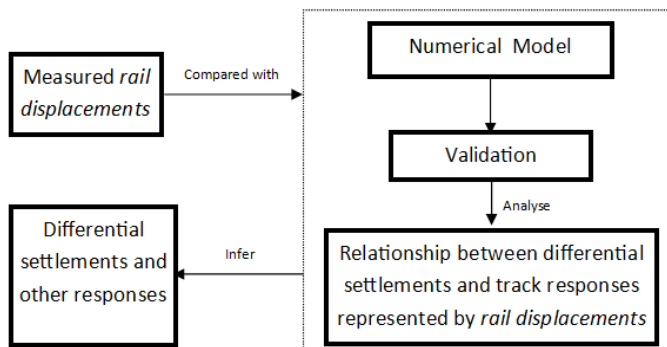 Numerical Model
Measured rail
displacements
Compared with
Validation
Analyse
Differential
settlements and
other responses
Infer
Relationship between differential
settlements and track responses
represented by rail displacements